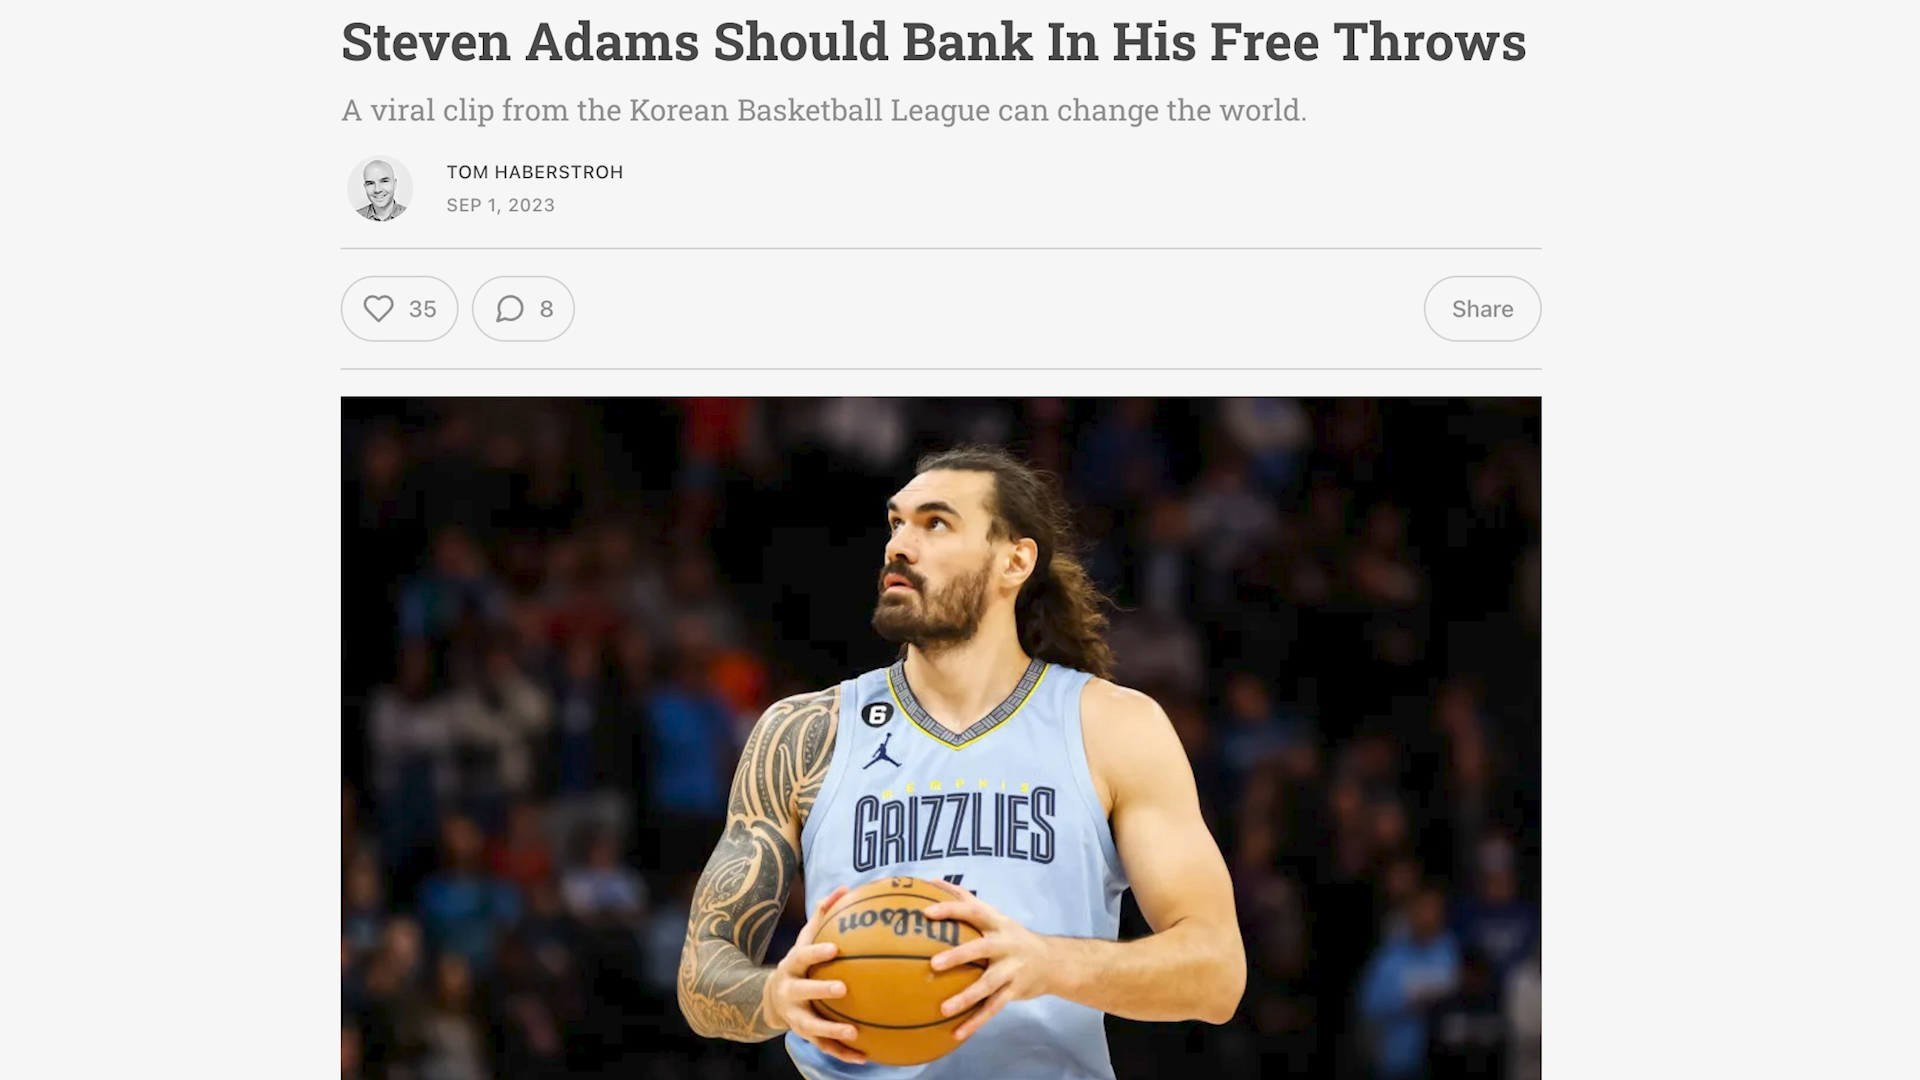 Steven Adams Should Bank In His Free Throws
A viral clip from the Korean Basketball League can change the world.
TOM HABERSTROH
SEP 1, 2023
35
8
Share
6
MEMPHIS
GRIZZLIES
Wilson